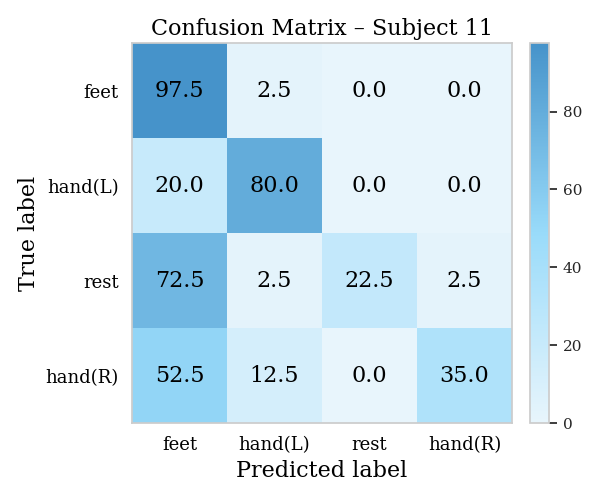 Confusion Matrix – Subject 11
feet 97.5 2.5 0.0 0.0
hand(L) 20.0 80.0 0.0 0.0
rest 72.5 2.5 22.5 2.5
hand(R) 52.5 12.5 0.0 35.0
feet hand(L) rest hand(R)
Predicted label
True label
80
60
40
20
0